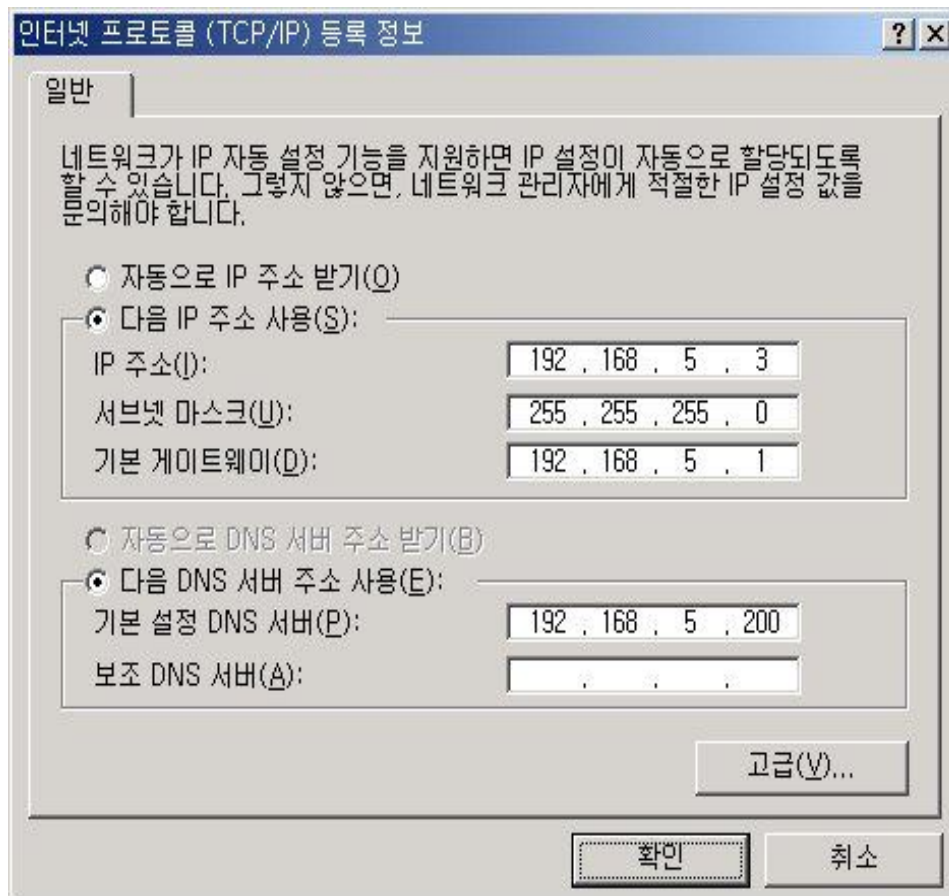 인터넷 프로토콜 (TCP/IP) 등록 정보
일반
네트워크가 IP 자동 설정 기능을 지원하면 IP 설정이 자동으로 할당되도록
할 수 있습니다. 그렇지 않으면, 네트워크 관리자에게 적절한 IP 설정 값을
문의해야 합니다.
자동으로 IP 주소 받기(O)
다음 IP 주소 사용(S):
IP 주소(I): 192 . 168 . 5 . 3
서브넷 마스크(U): 255 . 255 . 255 . 0
기본 게이트웨이(D): 192 . 168 . 5 . 1
자동으로 DNS 서버 주소 받기(B)
다음 DNS 서버 주소 사용(E):
기본 설정 DNS 서버(P): 192 . 168 . 5 . 200
보조 DNS 서버(A): . . .
고급(V)...
확인 취소